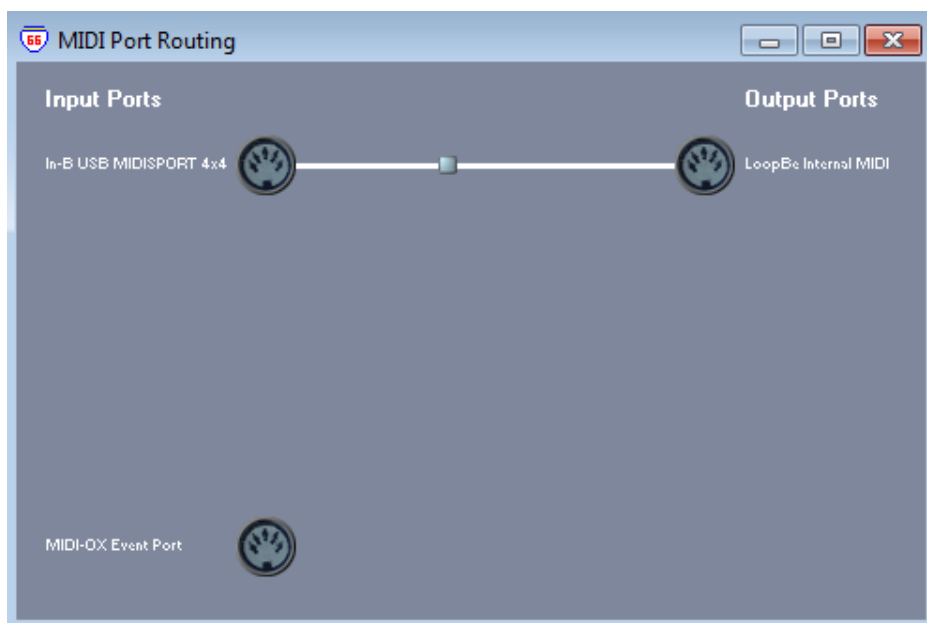 66 MIDI Port Routing
Input Ports Output Ports
In-B USB MIDISPORT 4x4 LoopBe Internal MIDI
MIDI-OX Event Port